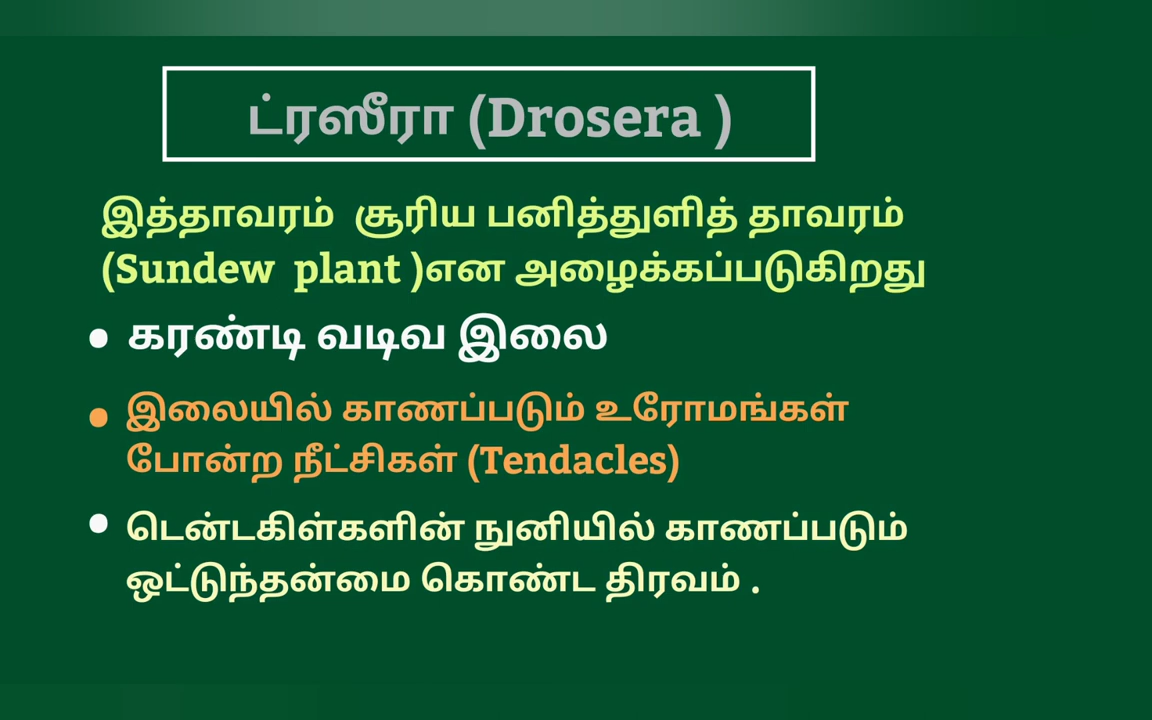 ட்ரஸீரா (Drosera )
இத்தாவரம் சூரிய பனித்துளித் தாவரம்
(Sundew plant )என அழைக்கப்படுகிறது
• கரண்டி வடிவ இலை
• இலையில் காணப்படும் உரோமங்கள்
போன்ற நீட்சிகள் (Tendacles)
• டென்டகிள்களின் நுனியில் காணப்படும்
ஒட்டுந்தன்மை கொண்ட திரவம் .